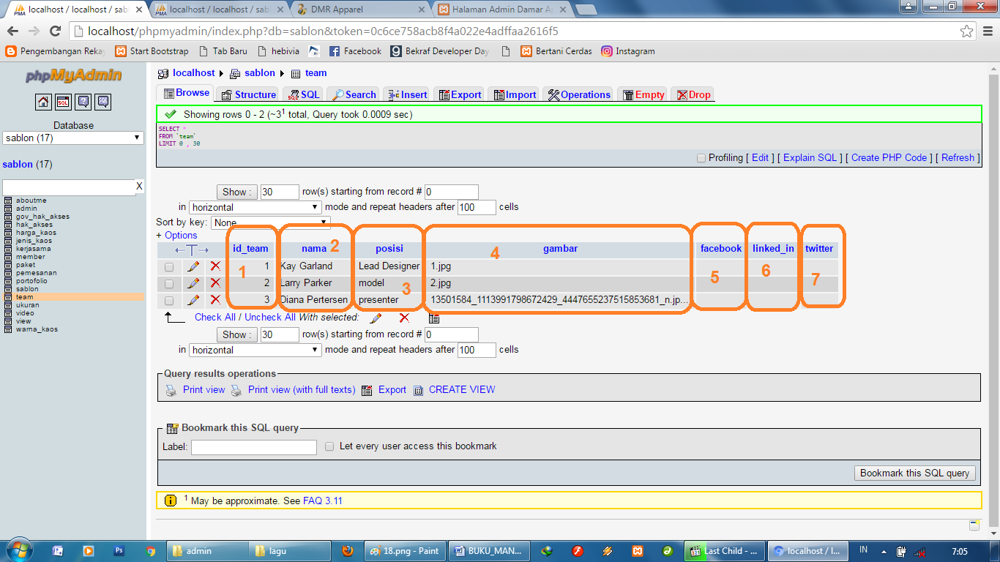 localhost / localhost / sabl
localhost / localhost / sabl
DMR Apparel
Halaman Admin Damar A
localhost/phpmyadmin/index.php?db=sablon&token=0c6ce758acb8f4a022e4adffaa2616f5
Pengembangan Reka
Start Bootstrap
Tab Baru
hebivia
Facebook
Bekraf Developer Day
Bertani Cerdas
Instagram
phpMyAdmin
Database
sablon (17)
sablon (17)
X
aboutme
admin
gov_hak_akses
hak_akses
harga_kaos
jenis_kaos
kerjasama
member
paket
pemesanan
portofolio
sablon
team
ukuran
video
view
warna_kaos
localhost sablon team
Browse Structure SQL Search Insert Export Import Operations Empty Drop
Showing rows 0 - 2 (~3¹ total, Query took 0.0009 sec)
SELECT *
FROM `team`
LIMIT 0 , 30
Profiling [ Edit ] [ Explain SQL ] [ Create PHP Code ] [ Refresh ]
Show : 30 row(s) starting from record # 0
in horizontal mode and repeat headers after 100 cells
Sort by key: None
+ Options
←T→ id_team nama posisi gambar facebook linked_in twitter
1 Kay Garland Lead Designer 1.jpg
2 Larry Parker model 2.jpg
3 Diana Pertersen presenter 13501584_1113991798672429_4447655237515853681_n.jp...
1 2 3 4 5 6 7
Check All / Uncheck All With selected:
Show : 30 row(s) starting from record # 0
in horizontal mode and repeat headers after 100 cells
Query results operations
Print view Print view (with full texts) Export CREATE VIEW
Bookmark this SQL query
Label: Let every user access this bookmark
Bookmark this SQL query
¹ May be approximate. See FAQ 3.11
admin
lagu
18.png - Paint
BUKU_MAN...
Last Child - ...
localhost / l...
IN
7:05